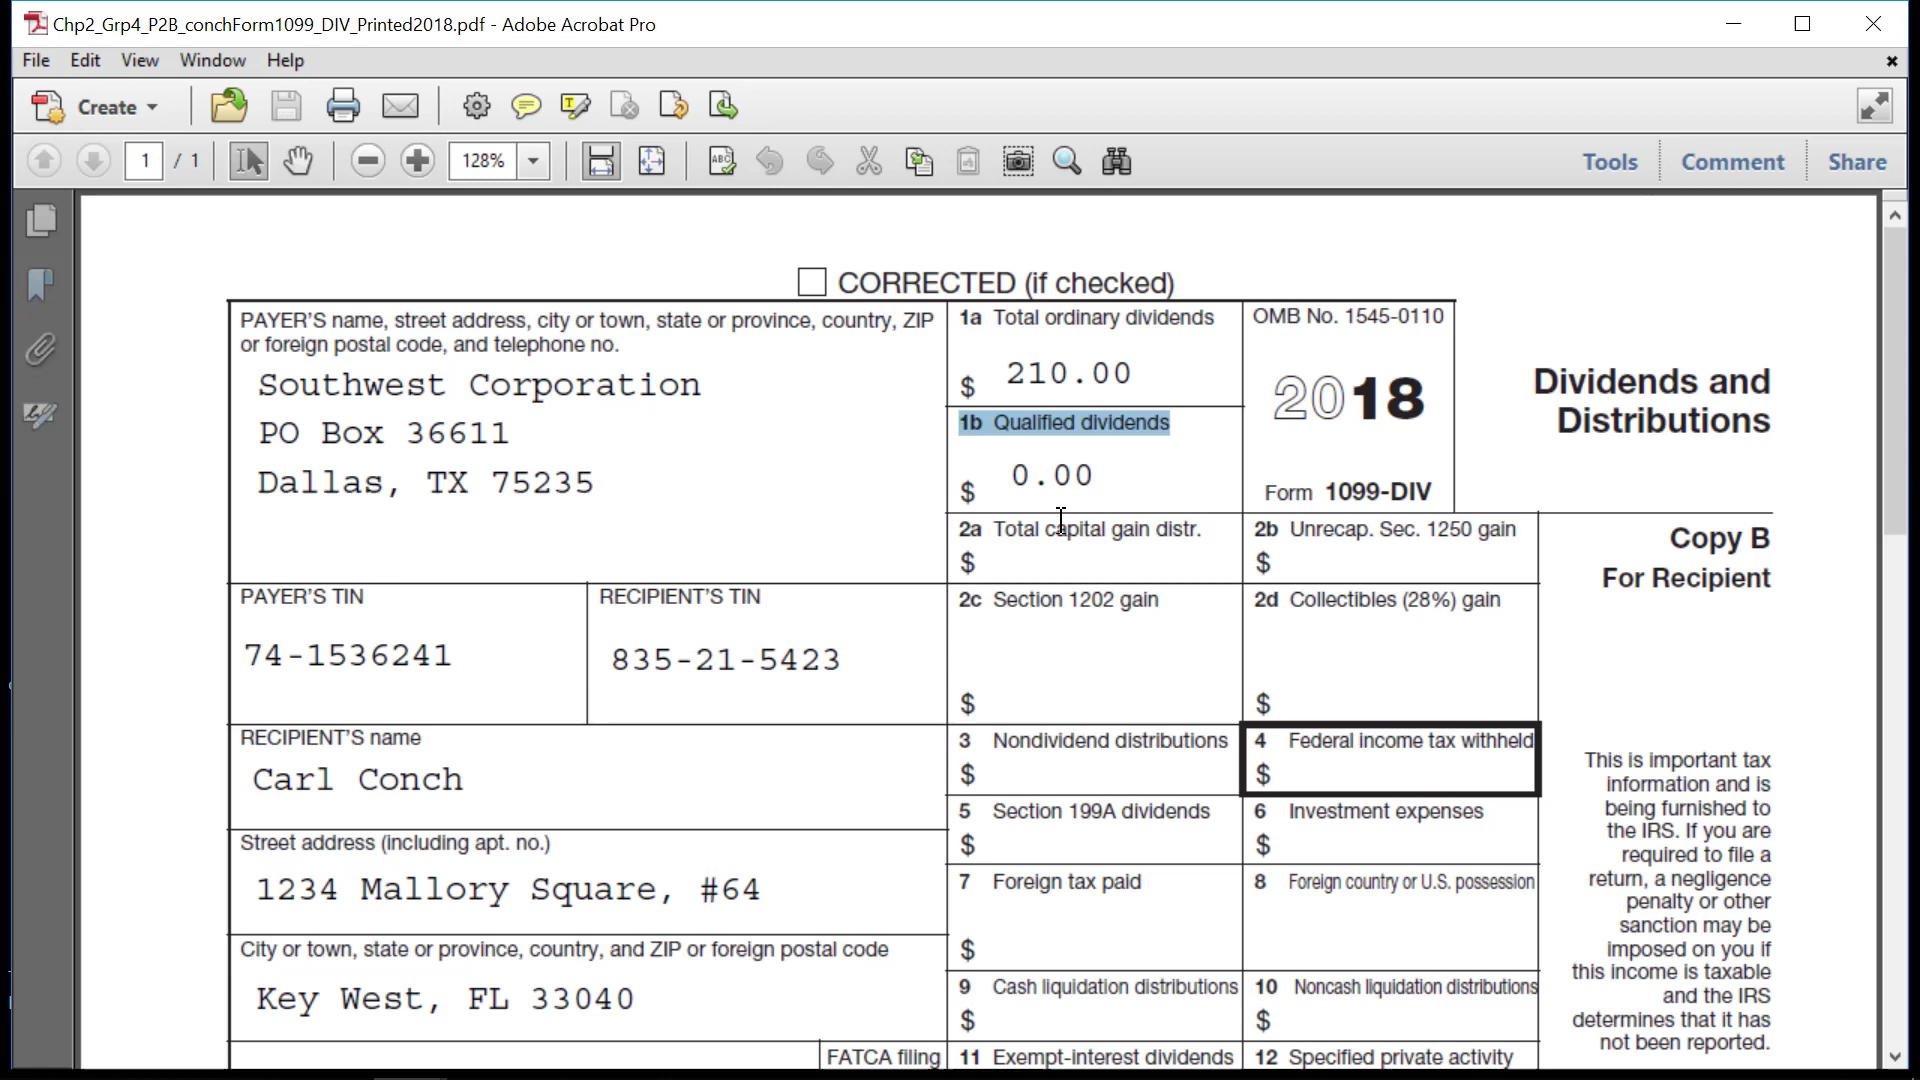 Chp2_Grp4_P2B_conchForm1099_DIV_Printed2018.pdf - Adobe Acrobat Pro
File Edit View Window Help
Create
1 / 1 128% Tools Comment Share
CORRECTED (if checked)
PAYER'S name, street address, city or town, state or province, country, ZIP
or foreign postal code, and telephone no.
Southwest Corporation
PO Box 36611
Dallas, TX 75235
1a Total ordinary dividends
$ 210.00
1b Qualified dividends
$ 0.00
OMB No. 1545-0110
2018
Form 1099-DIV
Dividends and
Distributions
2a Total capital gain distr.
$
2b Unrecap. Sec. 1250 gain
$
Copy B
For Recipient
PAYER'S TIN
74-1536241
RECIPIENT'S TIN
835-21-5423
2c Section 1202 gain
$
2d Collectibles (28%) gain
$
RECIPIENT'S name
Carl Conch
3 Nondividend distributions
$
4 Federal income tax withheld
$
This is important tax
information and is
being furnished to
the IRS. If you are
required to file a
return, a negligence
penalty or other
sanction may be
imposed on you if
this income is taxable
and the IRS
determines that it has
not been reported.
5 Section 199A dividends
$
6 Investment expenses
$
Street address (including apt. no.)
1234 Mallory Square, #64
7 Foreign tax paid
$
8 Foreign country or U.S. possession
City or town, state or province, country, and ZIP or foreign postal code
Key West, FL 33040
9 Cash liquidation distributions
$
10 Noncash liquidation distributions
$
FATCA filing
11 Exempt-interest dividends
12 Specified private activity